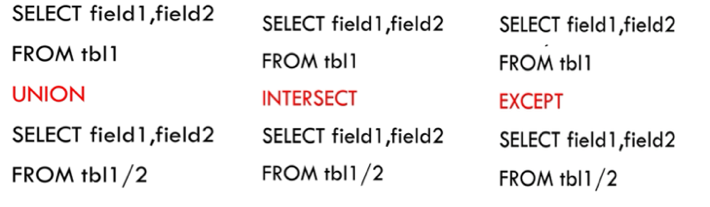 SELECT field1,field2
FROM tbl1
UNION
SELECT field1,field2
FROM tbl1/2
SELECT field1,field2
FROM tbl1
INTERSECT
SELECT field1,field2
FROM tbl1/2
SELECT field1,field2
FROM tbl1
EXCEPT
SELECT field1,field2
FROM tbl1/2